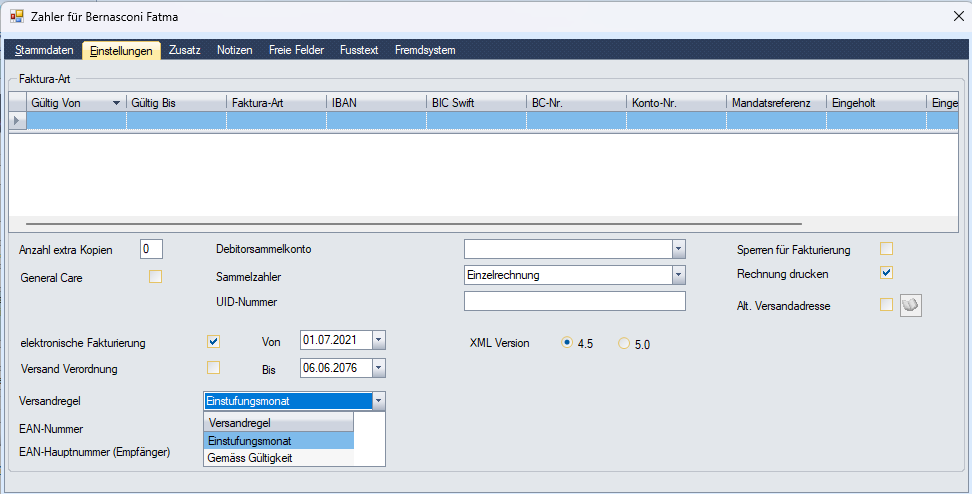 Zahler für Bernasconi Fatma
Stammdaten Einstellungen Zusatz Notizen Freie Felder Fusstext Fremdsystem
Faktura-Art
Gültig Von Gültig Bis Faktura-Art IBAN BIC Swift BC-Nr. Konto-Nr. Mandatsreferenz Eingeholt Einge
Anzahl extra Kopien 0 Debitorsammelkonto Sperren für Fakturierung
General Care Sammelzahler Einzelrechnung Rechnung drucken
UID-Nummer Alt. Versandadresse
elektronische Fakturierung Von 01.07.2021 XML Version 4.5 5.0
Versand Verordnung Bis 06.06.2076
Versandregel Einstufungsmonat
Versandregel
EAN-Nummer
Einstufungsmonat
EAN-Hauptnummer (Empfänger)
Gemäss Gültigkeit